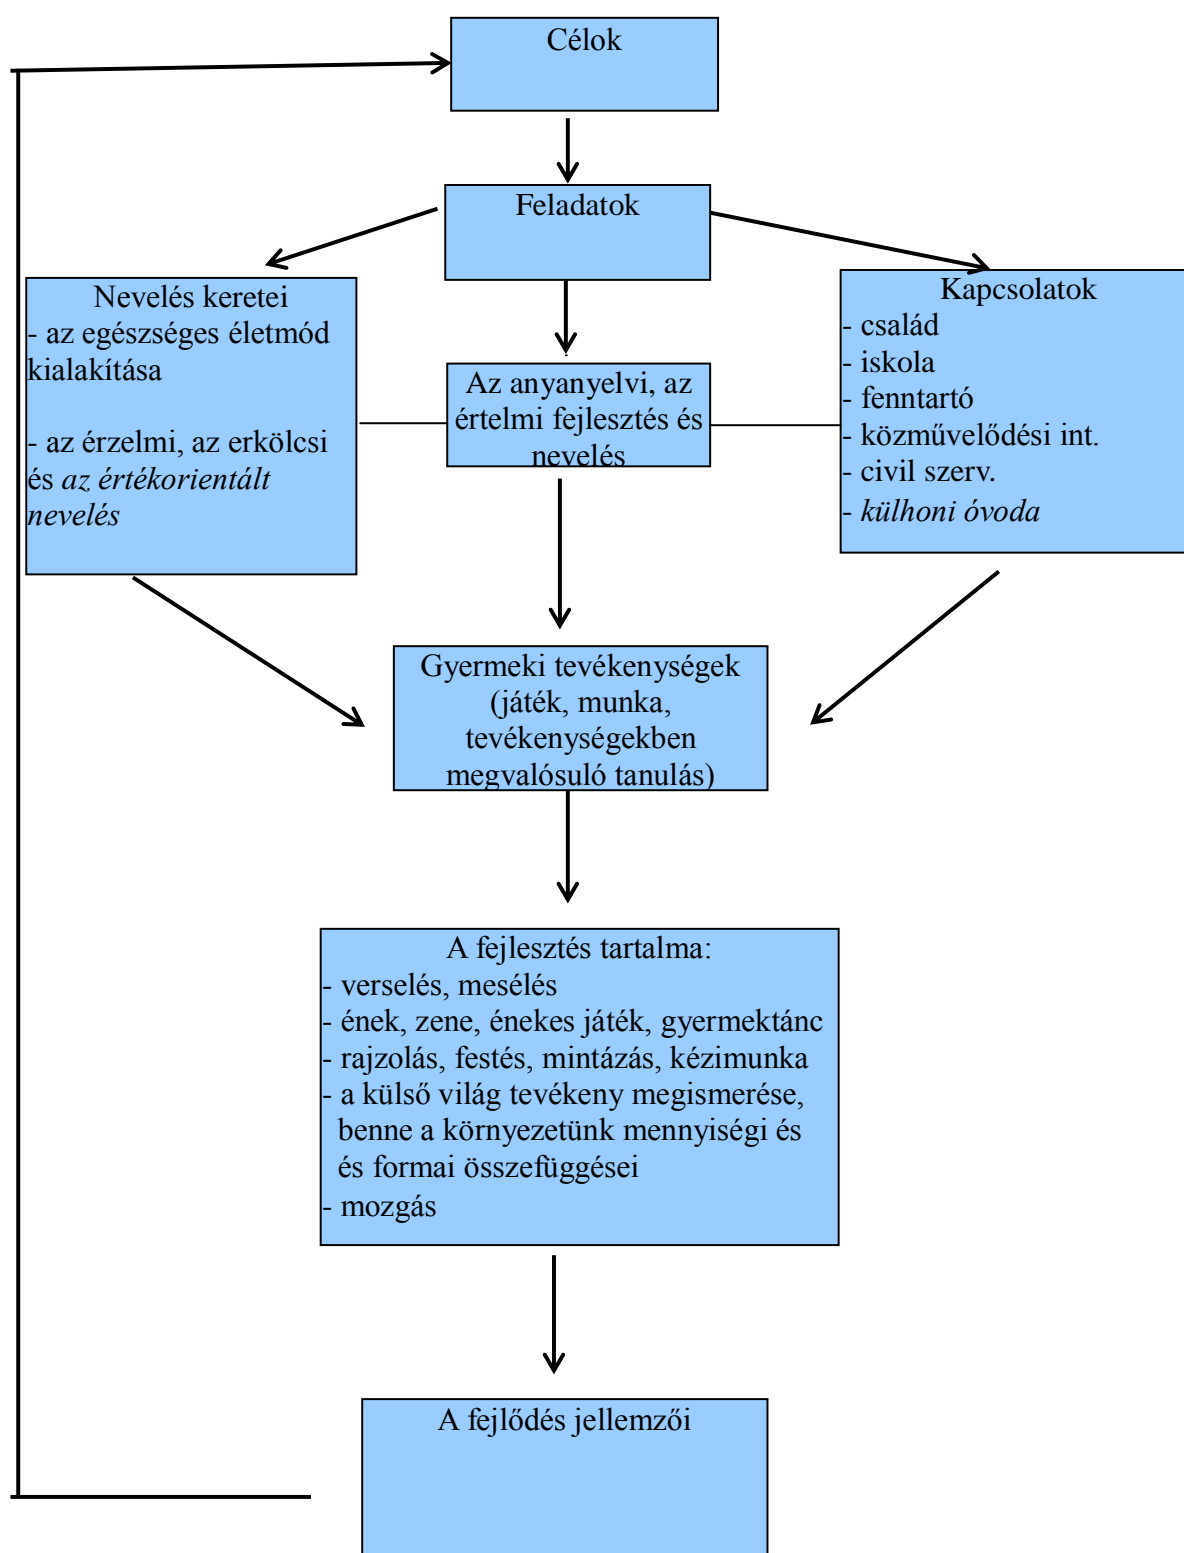 Célok
Feladatok
Nevelés keretei
- az egészséges életmód
kialakítása
- az érzelmi, az erkölcsi
és az értékorientált
nevelés
Az anyanyelvi, az
értelmi fejlesztés és
nevelés
Kapcsolatok
- család
- iskola
- fenntartó
- közművelődési int.
- civil szerv.
- külhoni óvoda
Gyermeki tevékenységek
(játék, munka,
tevékenységekben
megvalósuló tanulás)
A fejlesztés tartalma:
- verselés, mesélés
- ének, zene, énekes játék, gyermektánc
- rajzolás, festés, mintázás, kézimunka
- a külső világ tevékeny megismerése,
benne a környezetünk mennyiségi és
és formai összefüggései
- mozgás
A fejlődés jellemzői